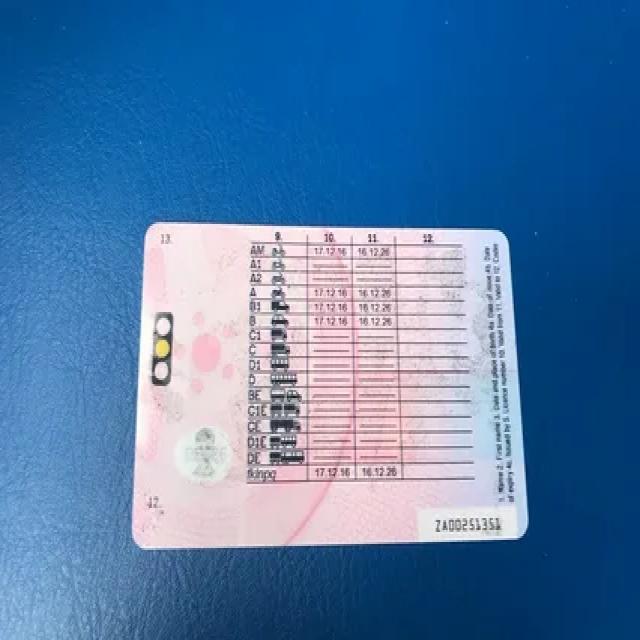 13.
9. 10. 11. 12.
AM 17.12.16 16.12.26
A1
A2
A 17.12.16 16.12.26
B1 17.12.16 16.12.26
B 17.12.16 16.12.26
C1
C
D1
D
BE
C1E
CE
D1E
DE
fklnpq 17.12.16 16.12.26
12.
1. Name 2. First name 3. Date and place of birth 4a. Date of issue 4b. Date
of expiry 4c. Issued by 5. Licence number 10. Valid from 11. Valid to 12. Codes
ZA00251351